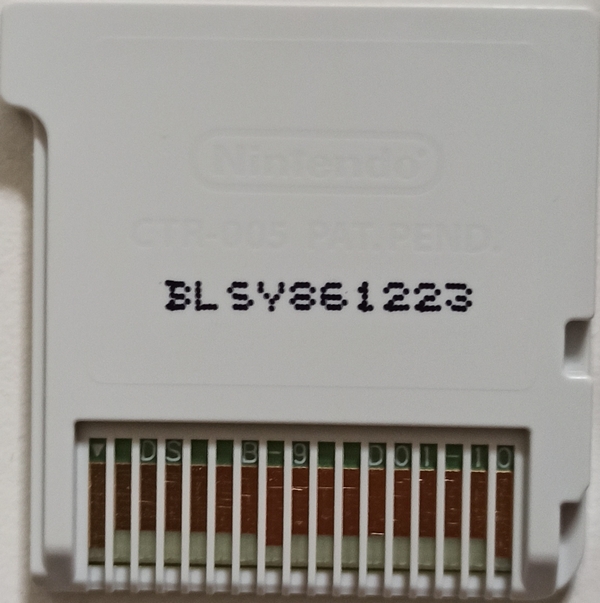 Nintendo®
CTR-005 PAT. PEND.
BLSY861223
▼ DS B-9 D01-10